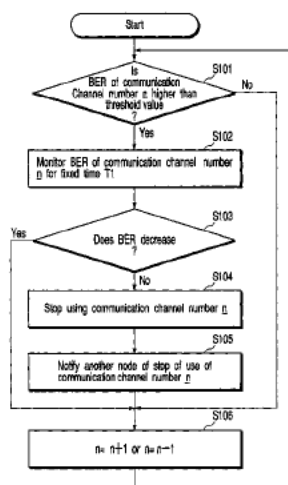 Start
S101
Is
BER of communication
Channel number n higher than
threshold value
?
No
Yes
S102
Monitor BER of communication channel number
n for fixed time T1
S103
Yes
Does BER decrease
?
No
S104
Stop using communication channel number n
S105
Notify another node of stop of use of
communication channel number n
S106
n= n+1 or n= n-1